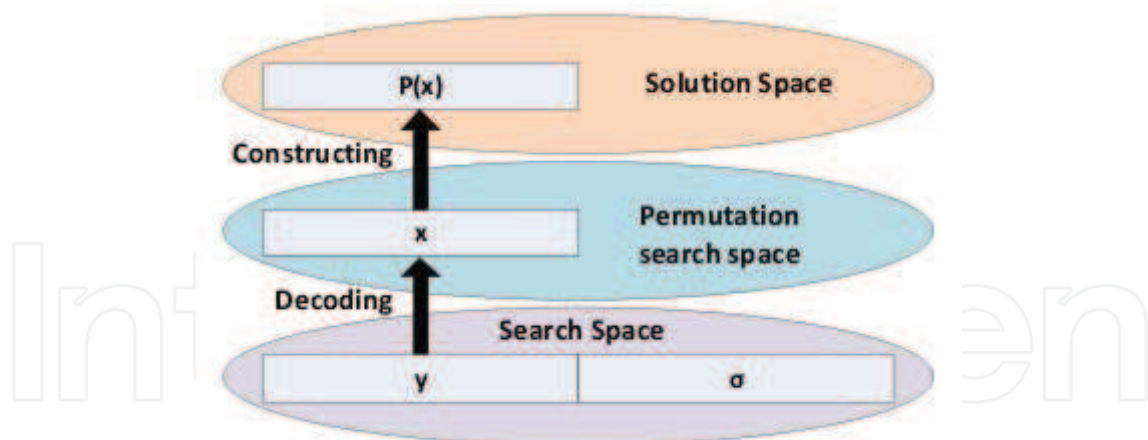 P(x)
Solution Space
Constructing
x
Permutation
search space
Decoding
Search Space
y
σ